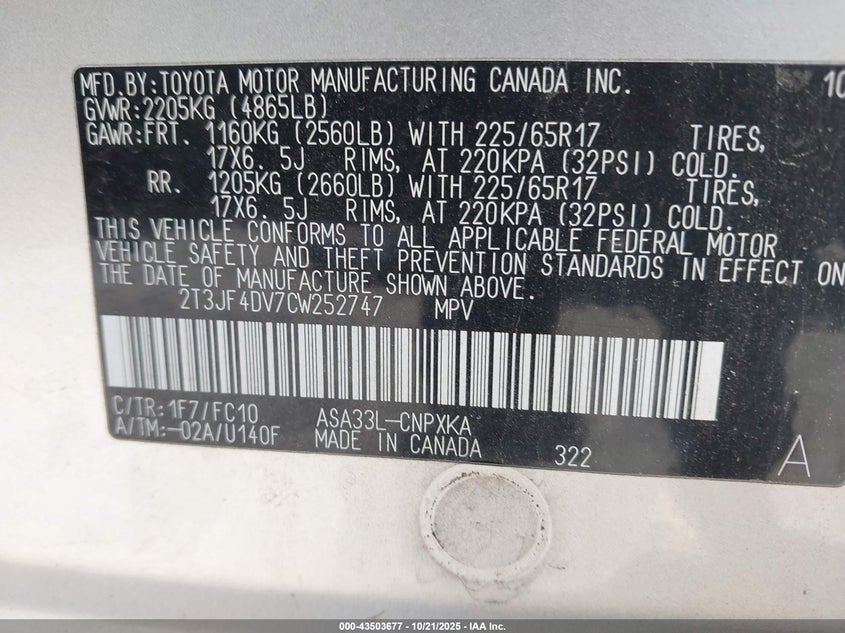 MFD.BY:TOYOTA MOTOR MANUFACTURING CANADA INC. 10
GVWR:2205KG (4865LB)
GAWR:FRT. 1160KG (2560LB) WITH 225/65R17 TIRES,
17X6. 5J RIMS, AT 220KPA (32PSI) COLD.
RR. 1205KG (2660LB) WITH 225/65R17 TIRES,
17X6. 5J RIMS, AT 220KPA (32PSI) COLD.
THIS VEHICLE CONFORMS TO ALL APPLICABLE FEDERAL MOTOR
VEHICLE SAFETY AND THEFT PREVENTION STANDARDS IN EFFECT ON
THE DATE OF MANUFACTURE SHOWN ABOVE.
2T3JF4DV7CW252747 MPV
C/TR:1F7/FC10 ASA33L-CNPXKA
A/TM:-02A/U140F MADE IN CANADA 322 A
000-43503677 - 10/21/2025 - IAA Inc.